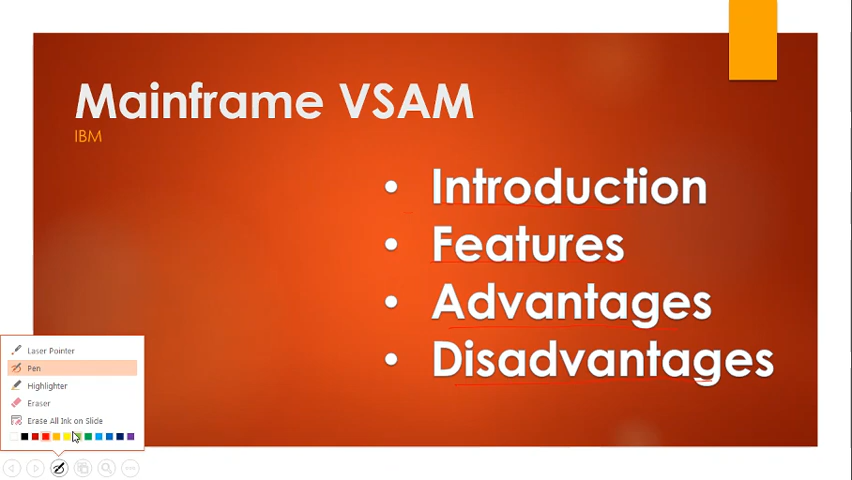 Mainframe VSAM
IBM
• Introduction
• Features
• Advantages
• Disadvantages
Laser Pointer
Pen
Highlighter
Eraser
Erase All Ink on Slide